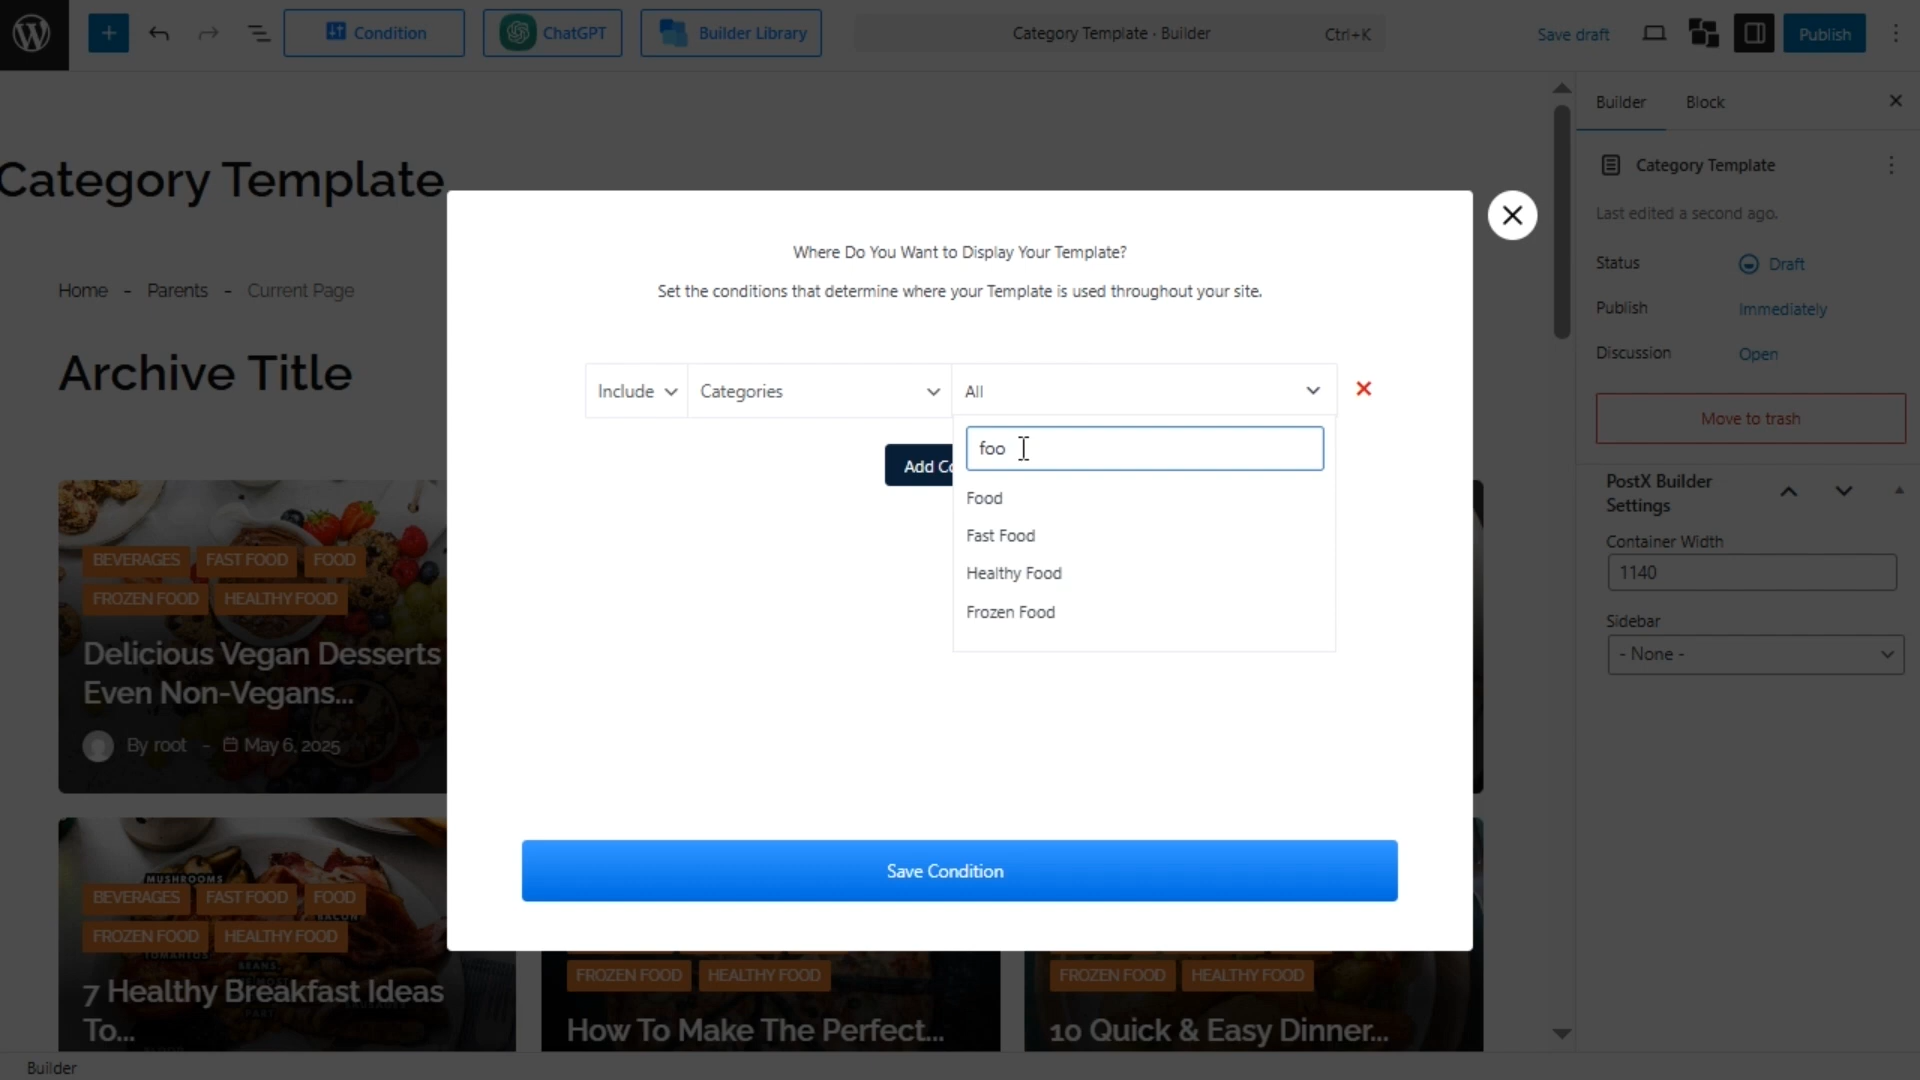 Condition
ChatGPT
Builder Library
Category Template · Builder
Ctrl+K
Save draft
Publish
Category Template
Home - Parents - Current Page
Archive Title
BEVERAGES FAST FOOD FOOD
FROZEN FOOD HEALTHY FOOD
Delicious Vegan Desserts
Even Non-Vegans...
By root - May 6, 2025
MUSHROOMS
BEVERAGES FAST FOOD FOOD
BACON
FROZEN FOOD HEALTHY FOOD
TOMATOES
BEANS,
7 Healthy Breakfast Ideas
To...
FROZEN FOOD HEALTHY FOOD
How To Make The Perfect...
FROZEN FOOD HEALTHY FOOD
10 Quick & Easy Dinner...
Where Do You Want to Display Your Template?
Set the conditions that determine where your Template is used throughout your site.
Include
Categories
All
foo
Add Co
Food
Fast Food
Healthy Food
Frozen Food
Save Condition
Builder
Block
Category Template
Last edited a second ago.
Status
Draft
Publish
Immediately
Discussion
Open
Move to trash
PostX Builder
Settings
Container Width
1140
Sidebar
- None -
Builder